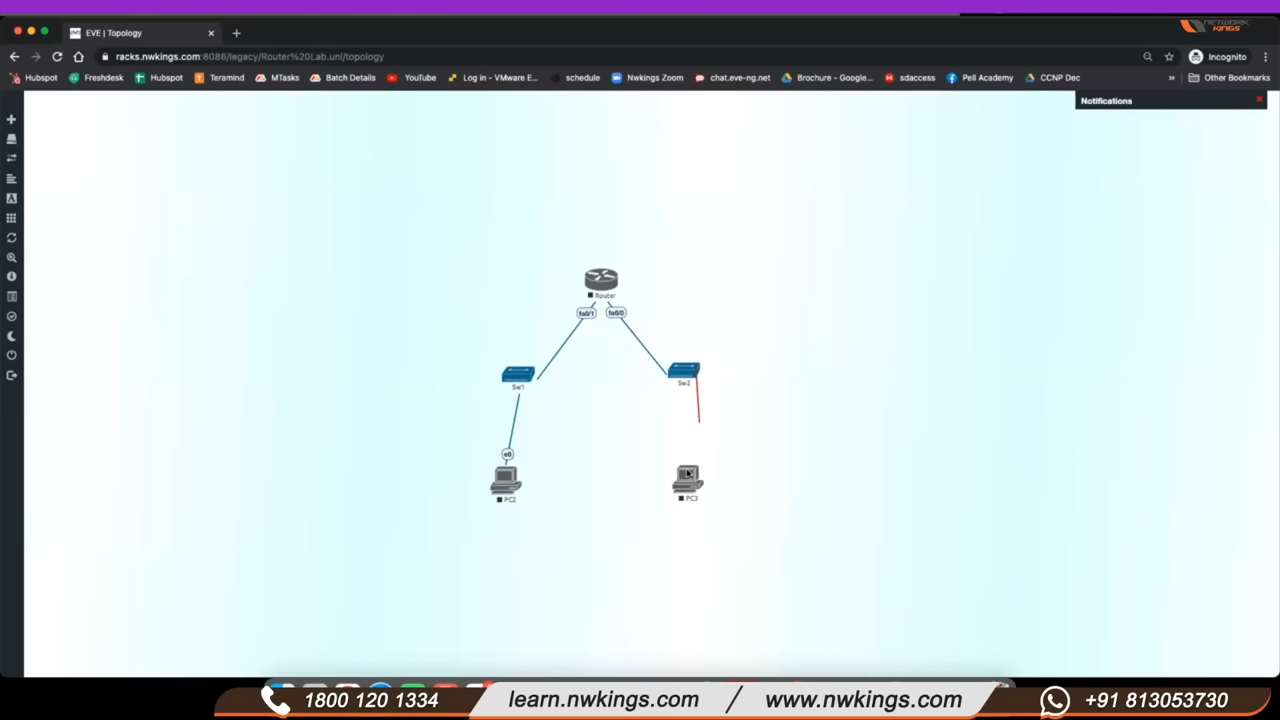 EVE | Topology
NETWORK
KINGS
racks.nwkings.com:8086/legacy/Router%20Lab.unl/topology
Incognito
Hubspot
Freshdesk
Hubspot
Teramind
MTasks
Batch Details
YouTube
Log in - VMware E...
schedule
Nwkings Zoom
chat.eve-ng.net
Brochure - Google...
sdaccess
Pell Academy
CCNP Dec
»
Other Bookmarks
Notifications
Router
fa0/1
fa0/0
Sw1
Sw2
e0
PC2
PC3
1800 120 1334
learn.nwkings.com / www.nwkings.com
+91 813053730